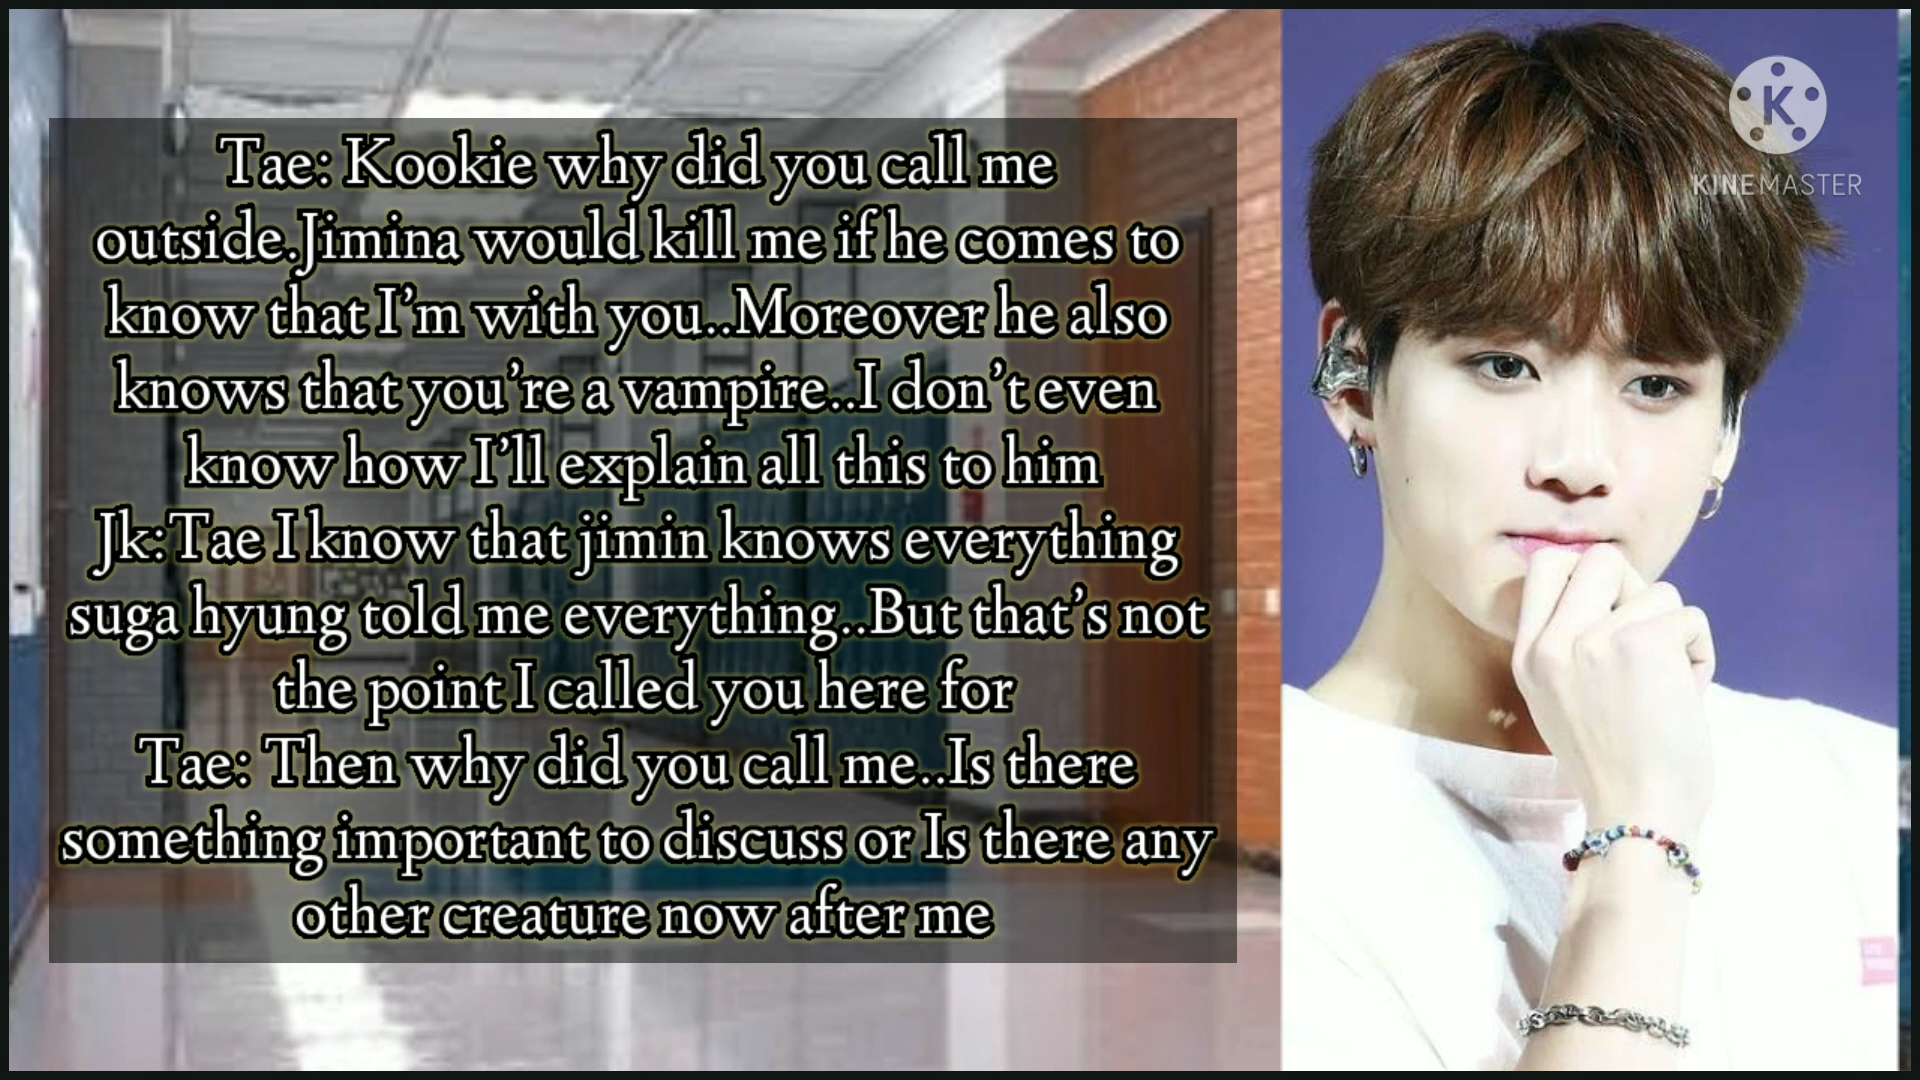 Tae: Kookie why did you call me
outside.Jimina would kill me if he comes to
know that I'm with you..Moreover he also
knows that you're a vampire..I don't even
know how I'll explain all this to him
Jk:Tae I know that jimin knows everything
suga hyung told me everything..But that's not
the point I called you here for
Tae: Then why did you call me..Is there
something important to discuss or Is there any
other creature now after me
K
KINEMASTER